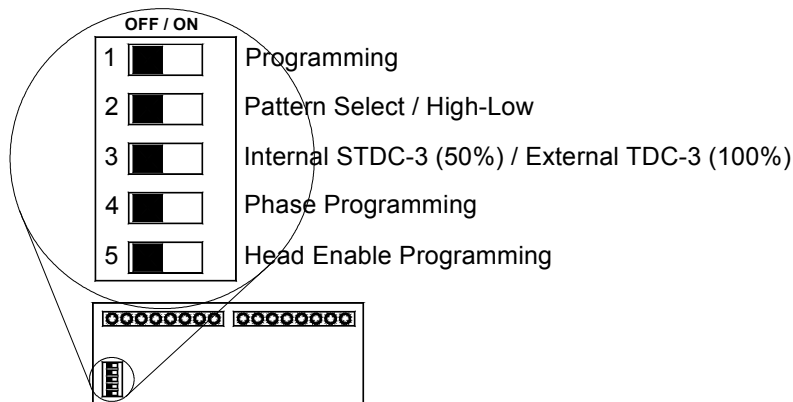 OFF / ON
1 Programming
2 Pattern Select / High-Low
3 Internal STDC-3 (50%) / External TDC-3 (100%)
4 Phase Programming
5 Head Enable Programming